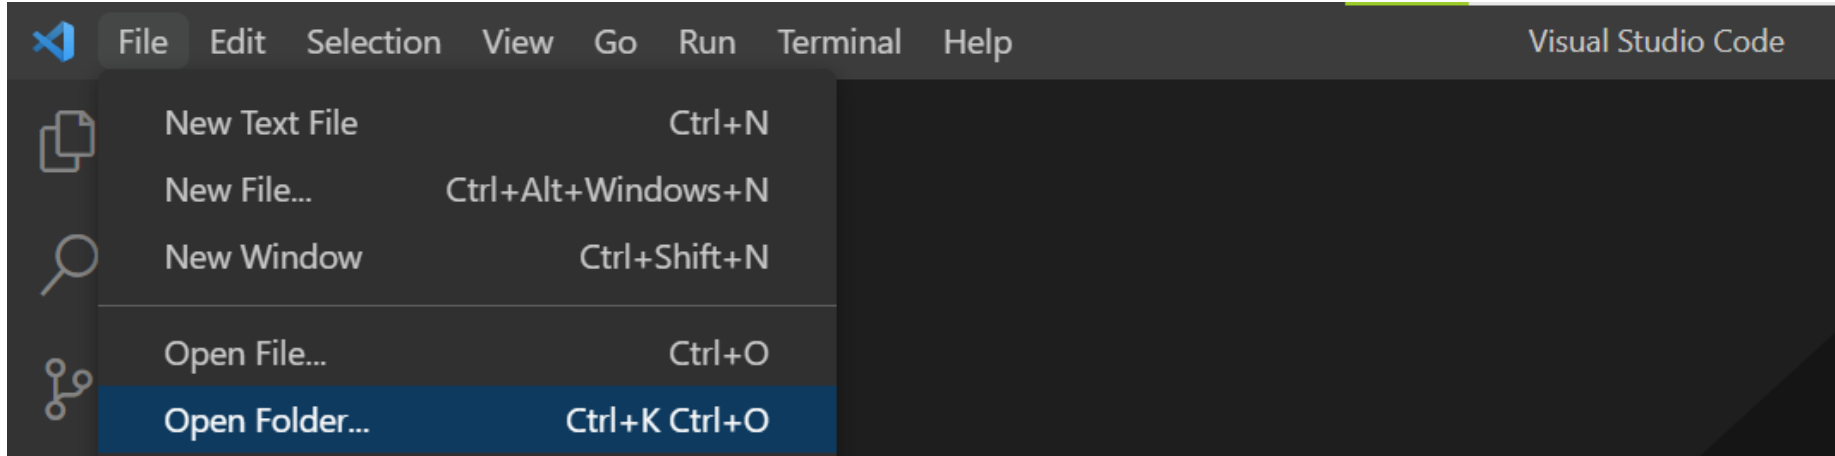 File Edit Selection View Go Run Terminal Help Visual Studio Code
New Text File Ctrl+N
New File... Ctrl+Alt+Windows+N
New Window Ctrl+Shift+N
Open File... Ctrl+O
Open Folder... Ctrl+K Ctrl+O